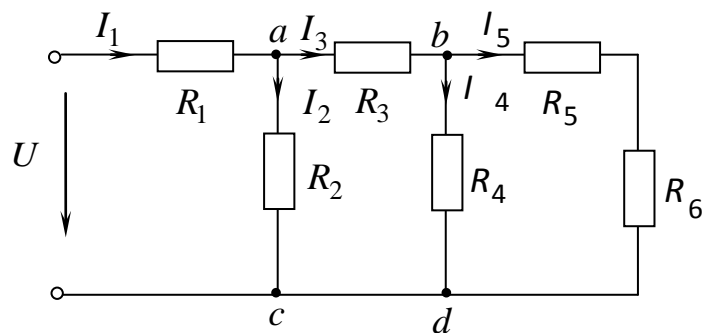 I₁ a I₃ b I₅
R₁ I₂ R₃ I ₄ R₅
U R₂ R₄ R₆
c d